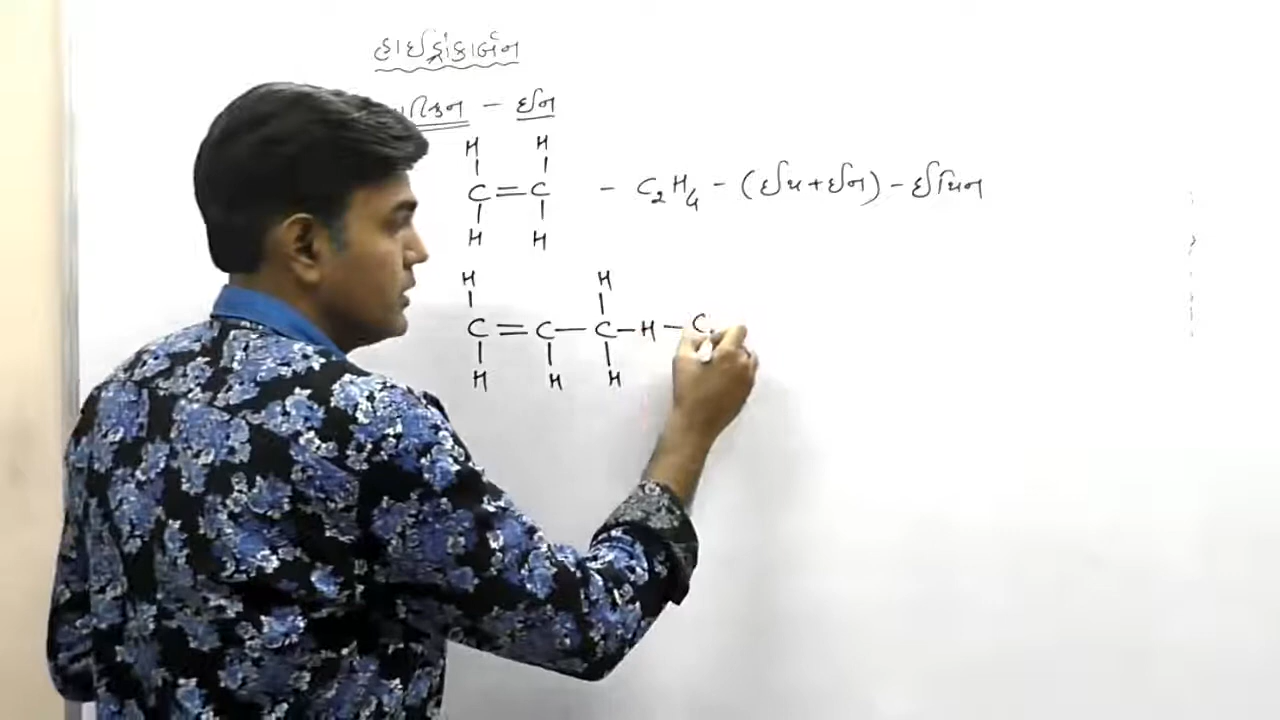 હાઈડ્રોકાર્બન
– ઈન
H H
C=C – C₂H₄ – (ઈથ+ઈન) – ઈથિન
H H
H H
C=C–C–H – C
H H H